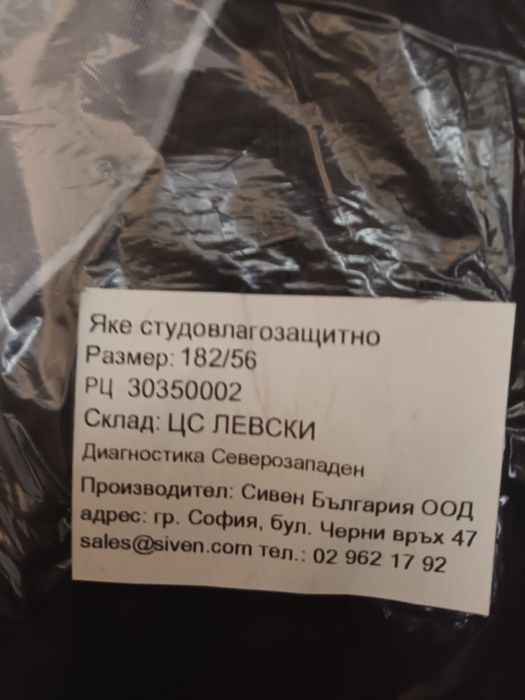 Яке студовлагозащитно
Размер: 182/56
РЦ 30350002
Склад: ЦС ЛЕВСКИ
Диагностика Северозападен
Производител: Сивен България ООД
адрес: гр. София, бул. Черни връх 47
sales@siven.com тел.: 02 962 17 92